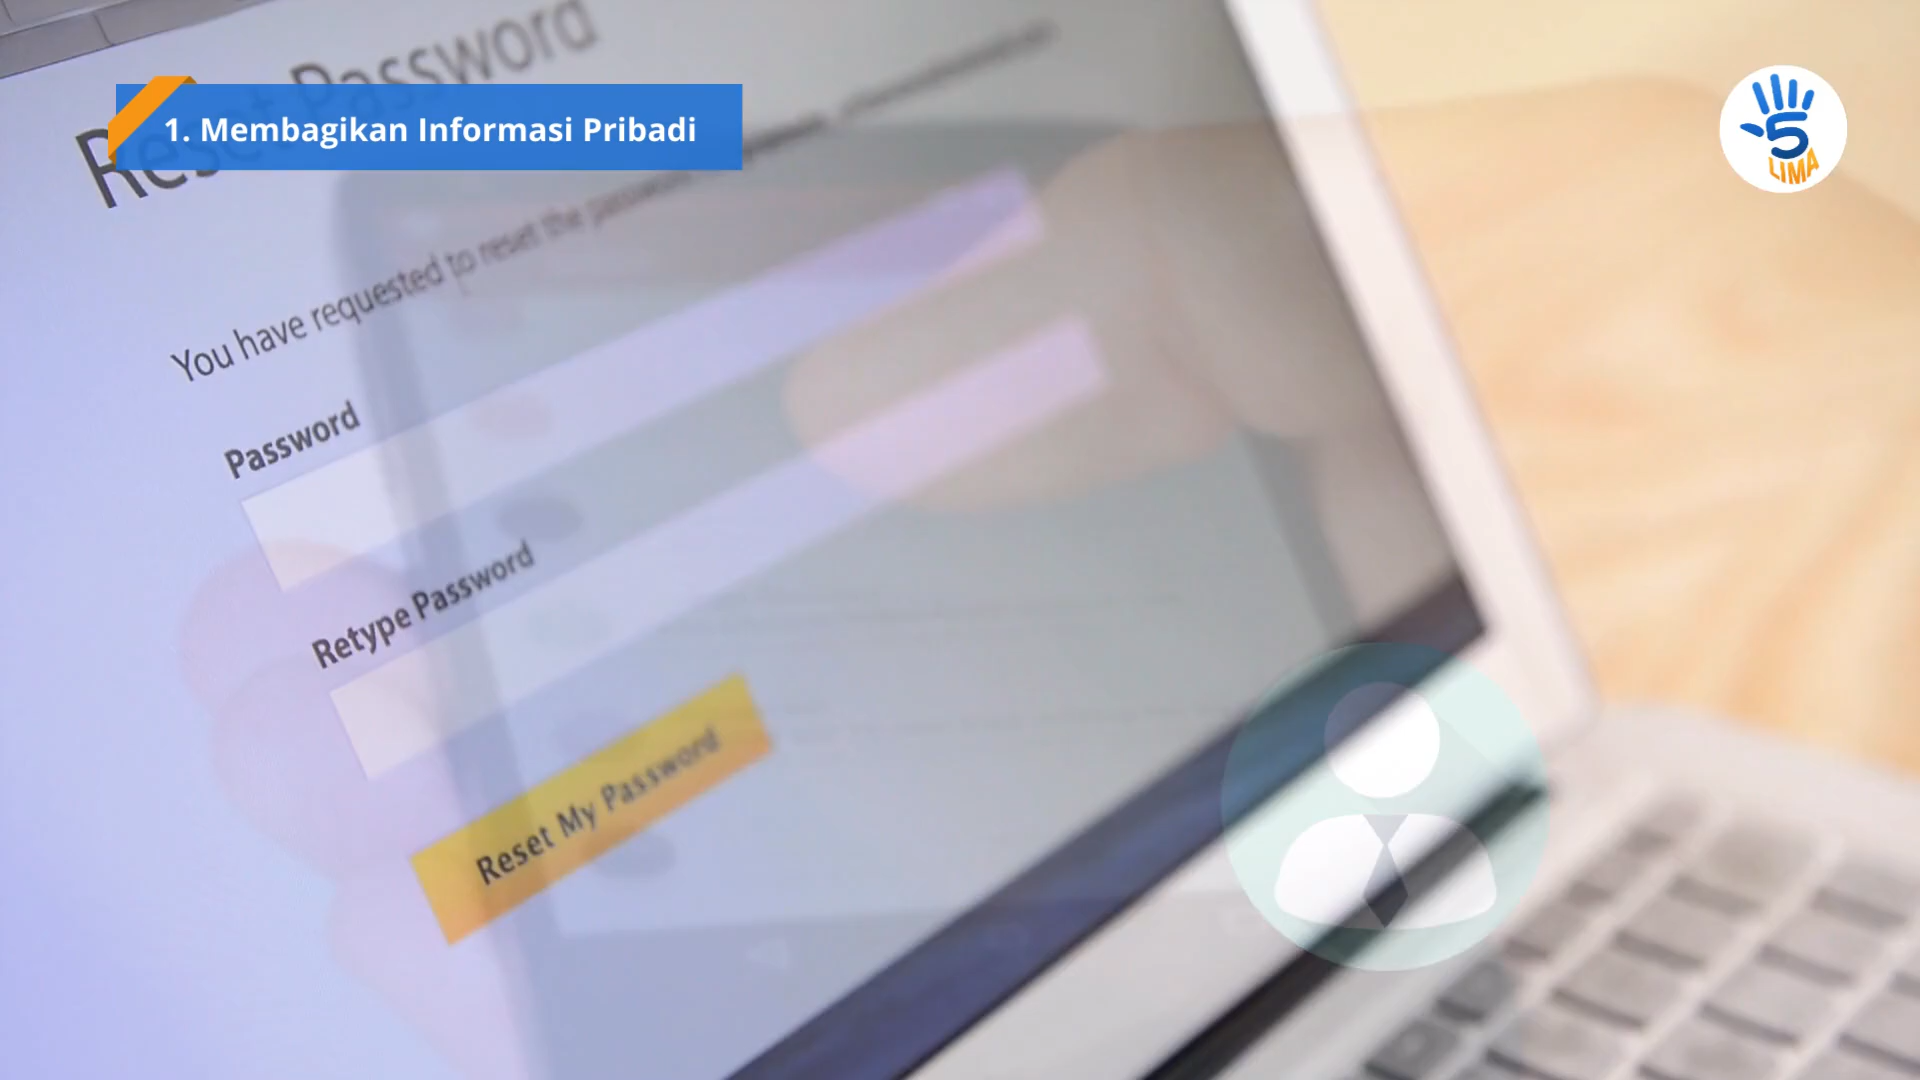 Reset Password
1. Membagikan Informasi Pribadi
5
LIMA
You have requested to reset the password
Password
Retype Password
Reset My Password